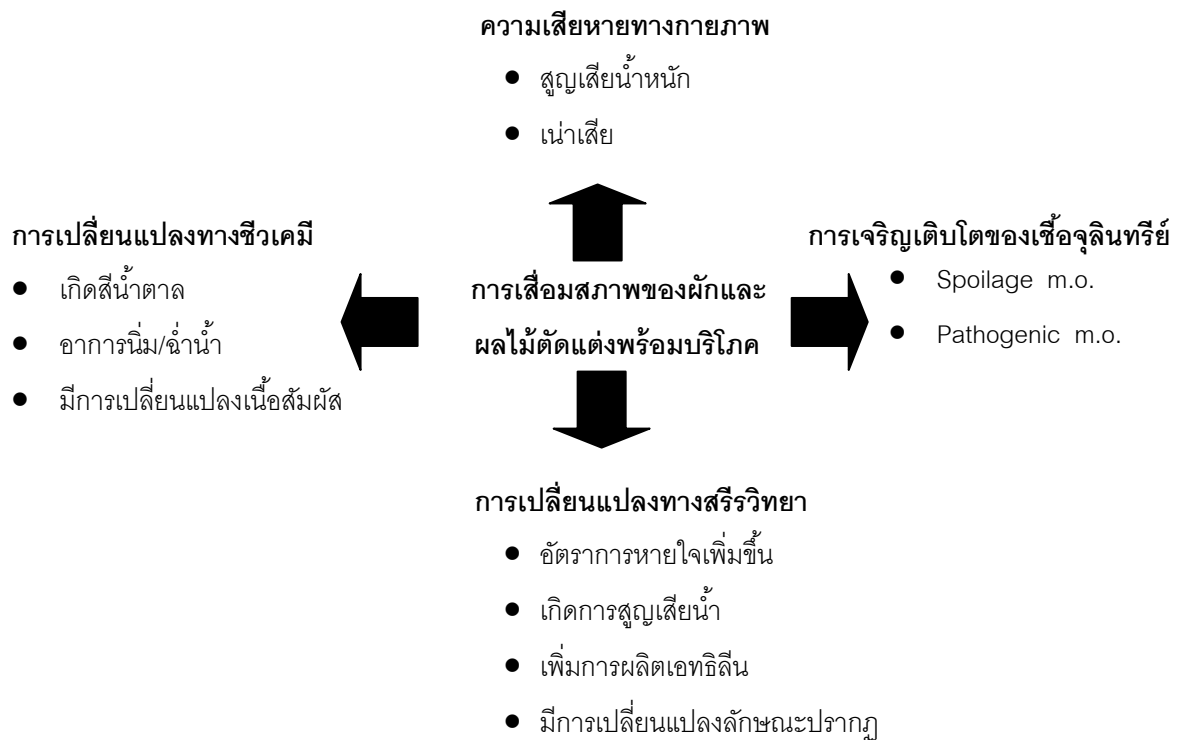 ความเสียหายทางกายภาพ
● สูญเสียน้ำหนัก
● เน่าเสีย
การเปลี่ยนแปลงทางชีวเคมี
● เกิดสีน้ำตาล
● อาการนิ่ม/ฉ่ำน้ำ
● มีการเปลี่ยนแปลงเนื้อสัมผัส
การเสื่อมสภาพของผักและ
ผลไม้ตัดแต่งพร้อมบริโภค
การเจริญเติบโตของเชื้อจุลินทรีย์
● Spoilage m.o.
● Pathogenic m.o.
การเปลี่ยนแปลงทางสรีรวิทยา
● อัตราการหายใจเพิ่มขึ้น
● เกิดการสูญเสียน้ำ
● เพิ่มการผลิตเอทธิลีน
● มีการเปลี่ยนแปลงลักษณะปรากฏ